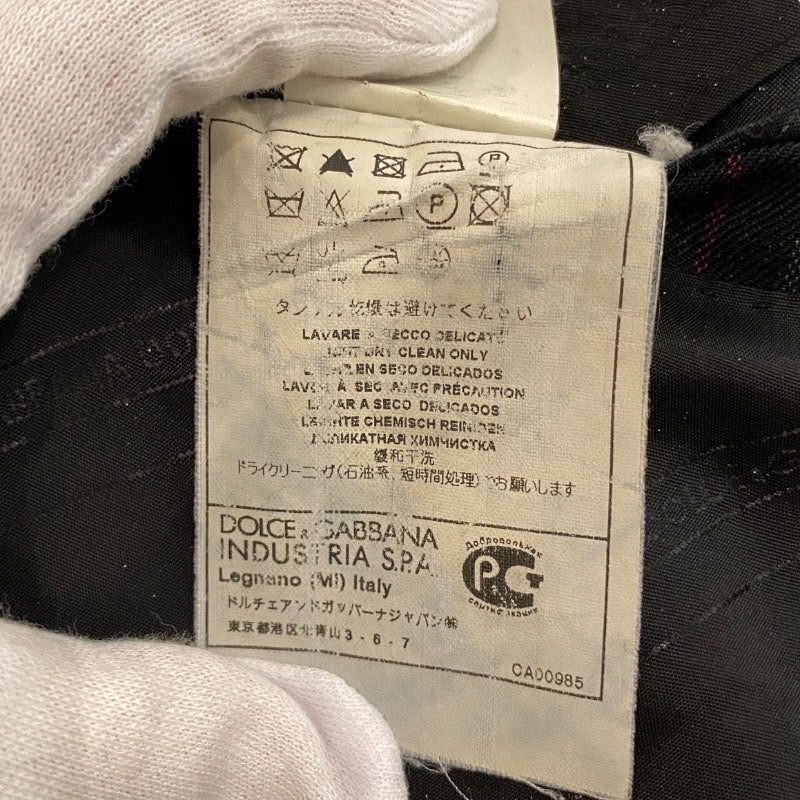 P
P
タンブル乾燥は避けてください
LAVARE A SECCO DELICATO
LIGHT DRY CLEAN ONLY
EN SECO DELICADOS
LAVER À SEC AVEC PRÉCAUTION
LAVAR A SECO DELICADOS
LEICHTE CHEMISCH REINIGEN
ДЕЛИКАТНАЯ ХИМЧИСТКА
缓和干洗
ドライクリーニング(石油系、短時間処理)でお願いします
DOLCE & GABBANA
INDUSTRIA S.P.A.
Legnano (MI) Italy
ドルチェアンドガッバーナジャパン㈱
東京都港区北青山3-6-7
Добровольная
сертификация
CA00985